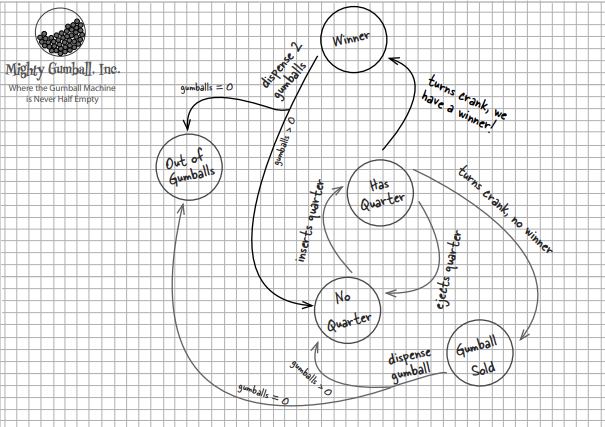 Mighty Gumball, Inc.
Where the Gumball Machine
is Never Half Empty
Winner
dispense 2
gumballs
gumballs = 0
gumballs > 0
turns crank, we
have a winner!
Out of
Gumballs
Has
Quarter
inserts quarter
turns crank, no winner
ejects quarter
No
Quarter
Gumball
Sold
dispense
gumball
gumballs > 0
gumballs = 0